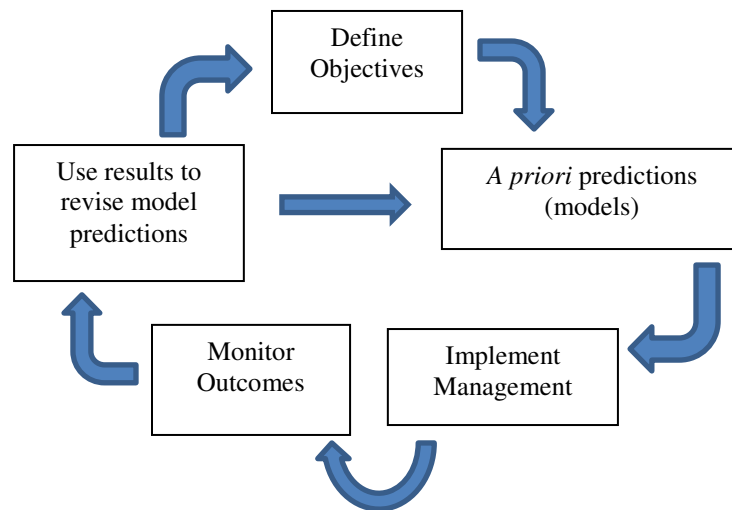 Define
Objectives
A priori predictions
(models)
Implement
Management
Monitor
Outcomes
Use results to
revise model
predictions